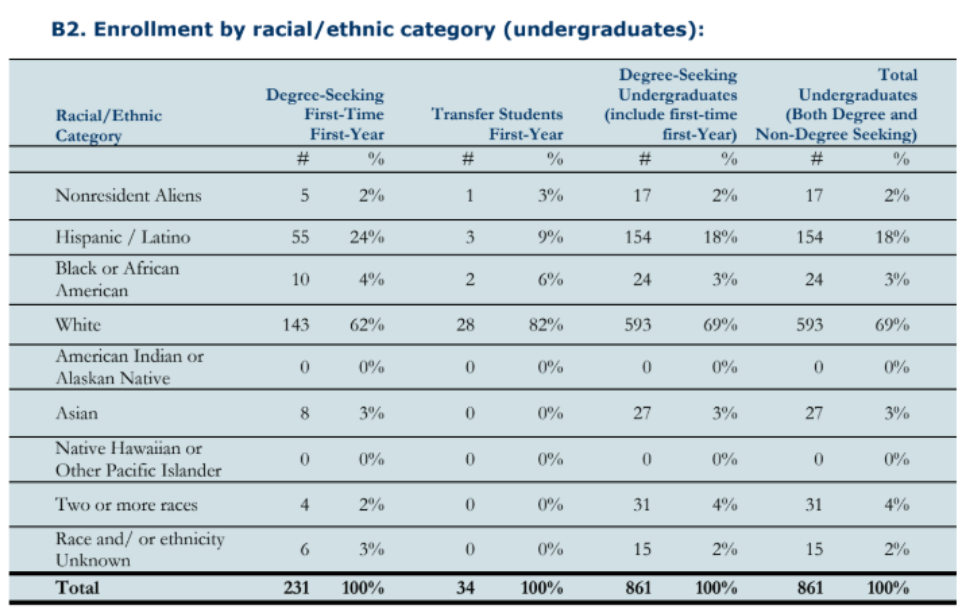 B2. Enrollment by racial/ethnic category (undergraduates):
Racial/Ethnic Category Degree-Seeking First-Time First-Year Transfer Students First-Year Degree-Seeking Undergraduates (include first-time first-Year) Total Undergraduates (Both Degree and Non-Degree Seeking)
# % # % # % # %
Nonresident Aliens 5 2% 1 3% 17 2% 17 2%
Hispanic / Latino 55 24% 3 9% 154 18% 154 18%
Black or African American 10 4% 2 6% 24 3% 24 3%
White 143 62% 28 82% 593 69% 593 69%
American Indian or Alaskan Native 0 0% 0 0% 0 0% 0 0%
Asian 8 3% 0 0% 27 3% 27 3%
Native Hawaiian or Other Pacific Islander 0 0% 0 0% 0 0% 0 0%
Two or more races 4 2% 0 0% 31 4% 31 4%
Race and/ or ethnicity Unknown 6 3% 0 0% 15 2% 15 2%
Total 231 100% 34 100% 861 100% 861 100%